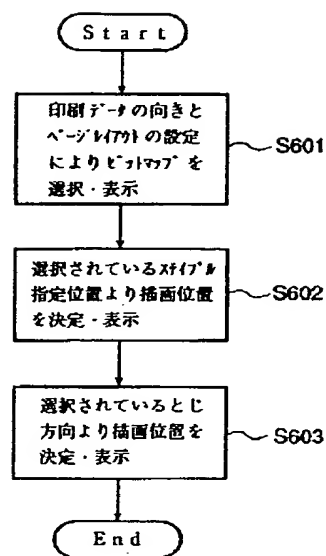 Start
印刷ﾃﾞｰﾀの向きと
ﾍﾟｰｼﾞﾚｲｱｳﾄの設定
によりﾋﾞｯﾄﾏｯﾌﾟを
選択・表示
S601
選択されているｽﾃｲﾌﾟﾙ
指定位置より描画位置
を決定・表示
S602
選択されているとじ
方向より描画位置を
決定・表示
S603
End